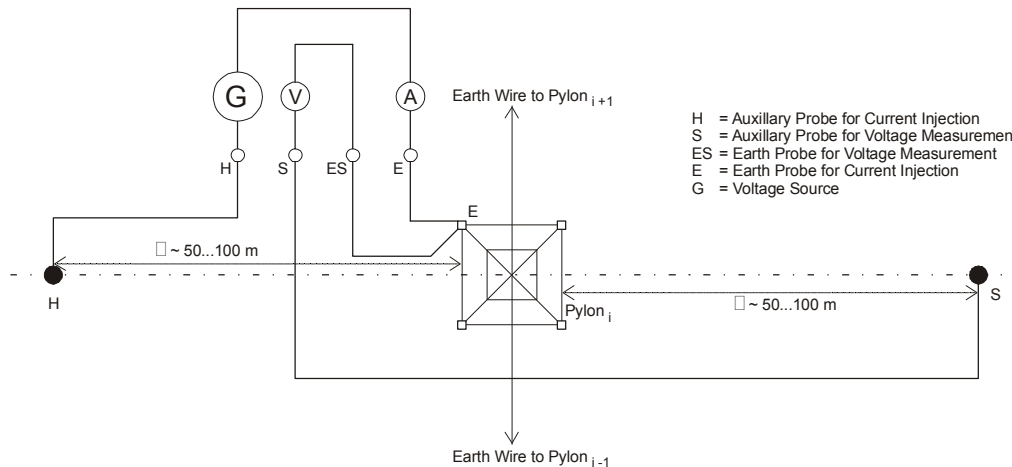 G
V
A
Earth Wire to Pylon i+1
H = Auxillary Probe for Current Injection
S = Auxillary Probe for Voltage Measuremen
ES = Earth Probe for Voltage Measurement
E = Earth Probe for Current Injection
G = Voltage Source
H
S
ES
E
E
~ 50...100 m
H
S
Pylon i
~ 50...100 m
Earth Wire to Pylon i-1